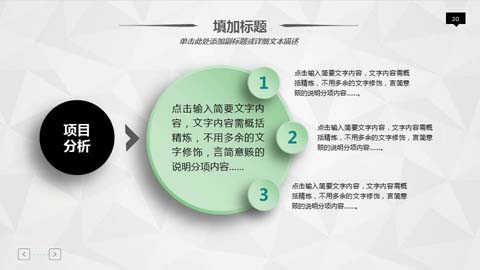 填加标题
20
单击此处添加副标题或详细文本描述
项目
分析
点击输入简要文字内
容，文字内容需概括
精炼，不用多余的文
字修饰，言简意赅的
说明分项内容......
1
点击输入简要文字内容，文字内容需概
括精炼，不用多余的文字修饰，言简意
赅的说明分项内容......。
2
点击输入简要文字内容，文字内容需概
括精炼，不用多余的文字修饰，言简意
赅的说明分项内容......。
3
点击输入简要文字内容，文字内容需概
括精炼，不用多余的文字修饰，言简意
赅的说明分项内容......。